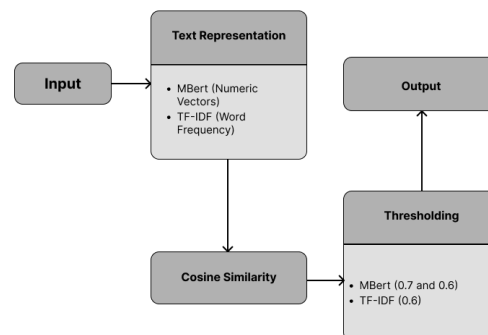 Input
Text Representation
• MBert (Numeric
Vectors)
• TF-IDF (Word
Frequency)
Cosine Similarity
Thresholding
• MBert (0.7 and 0.6)
• TF-IDF (0.6)
Output